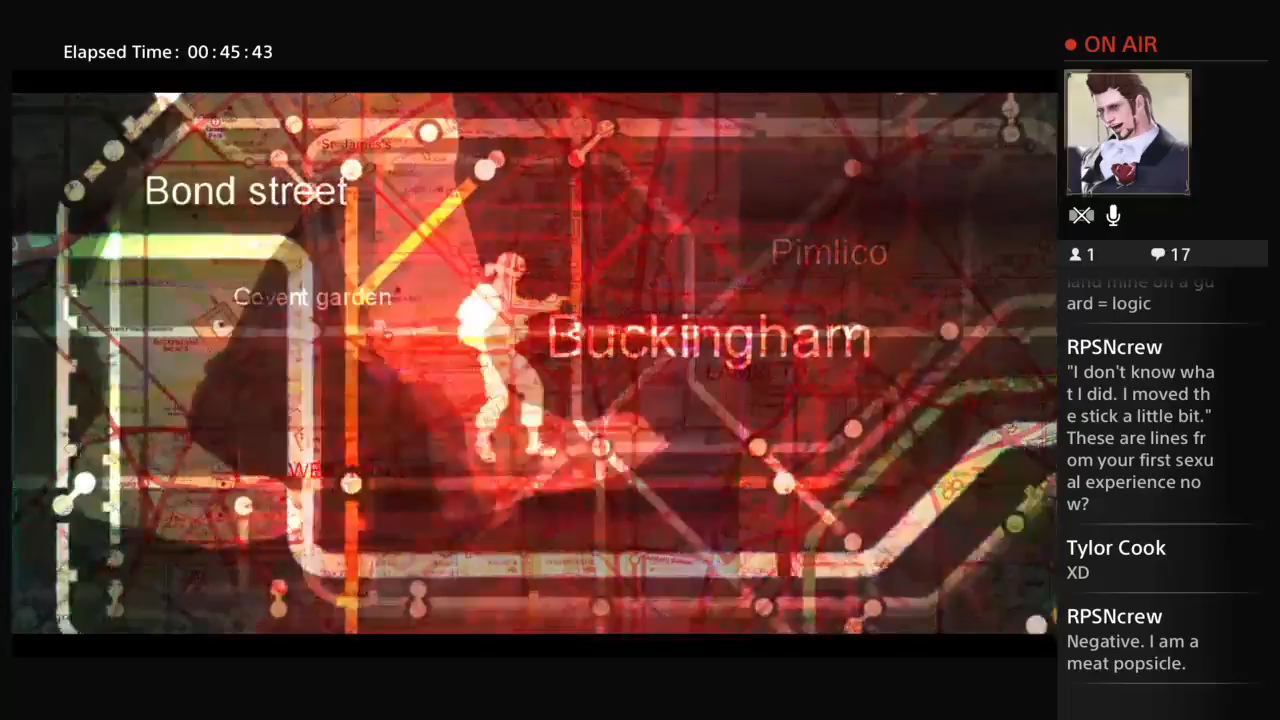 Elapsed Time: 00:45:43
ON AIR
Bond street
Covent garden
Pimlico
Buckingham
1
17
ard = logic
RPSNcrew
"I don't know wha
t I did. I moved th
e stick a little bit."
These are lines fr
om your first sexu
al experience no
w?
Tylor Cook
XD
RPSNcrew
Negative. I am a
meat popsicle.